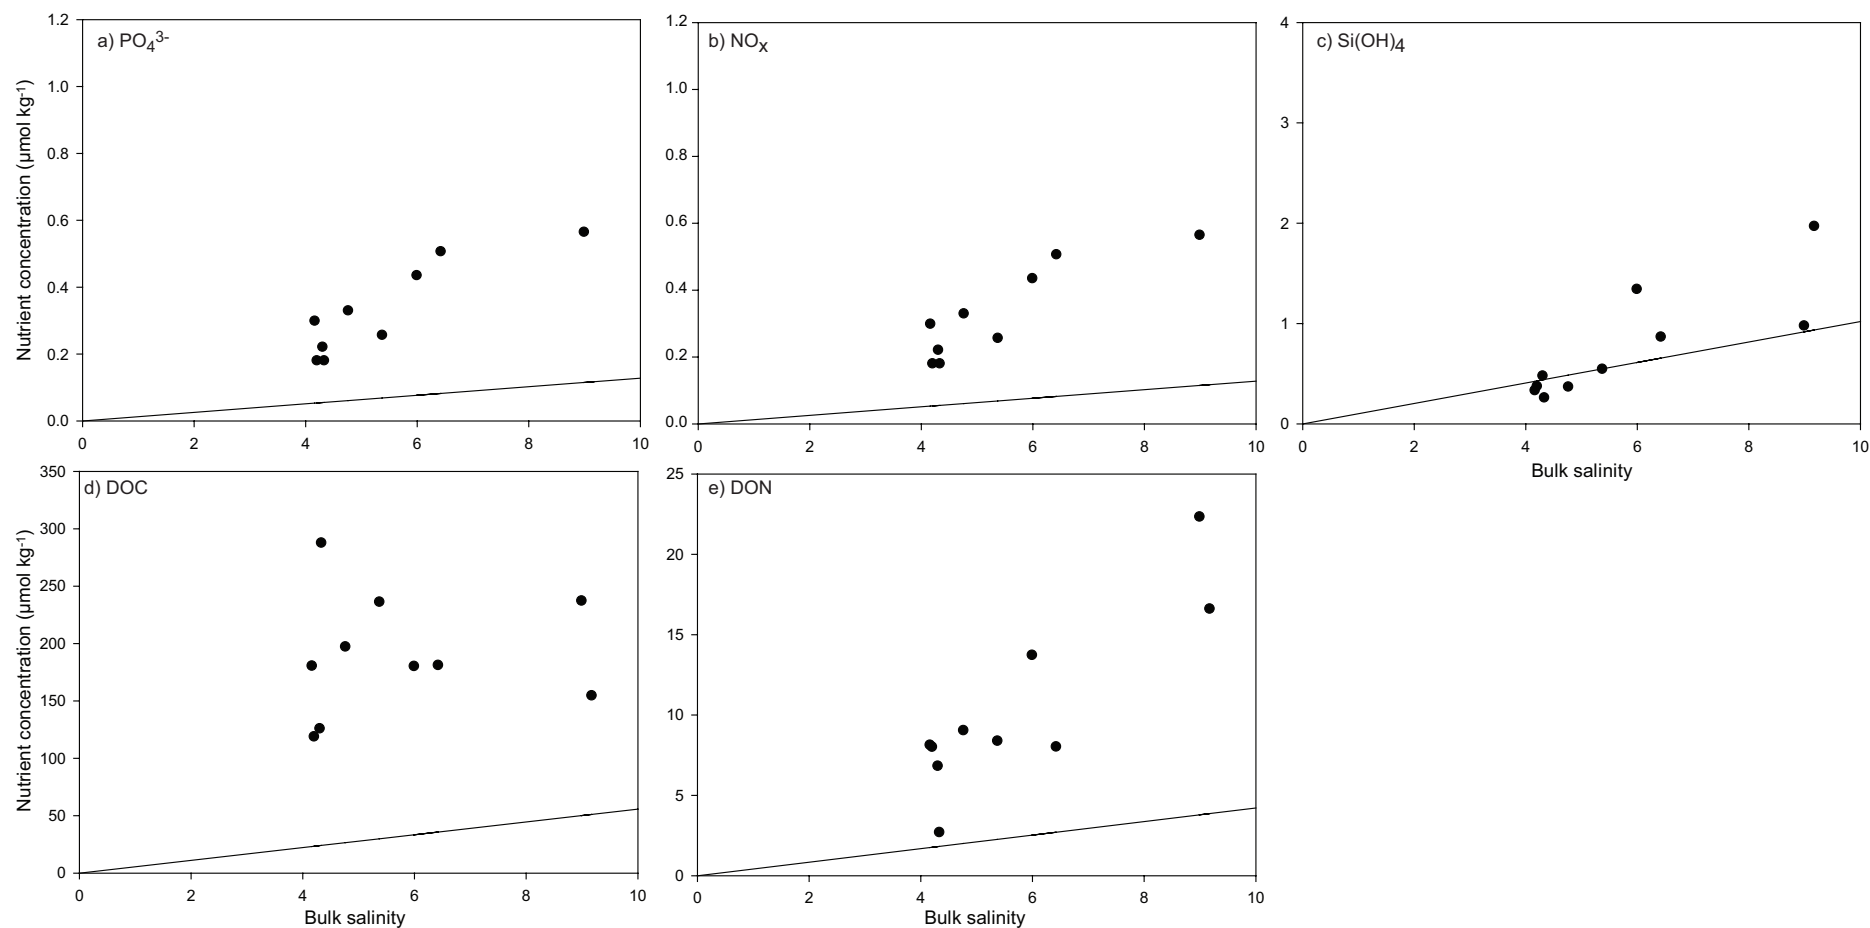 a) PO₄³⁻
1.2
1.0
0.8
0.6
0.4
0.2
0.0
0 2 4 6 8 10
Nutrient concentration (µmol kg⁻¹)
b) NOₓ
1.2
1.0
0.8
0.6
0.4
0.2
0.0
0 2 4 6 8 10
c) Si(OH)₄
4
3
2
1
0
0 2 4 6 8 10
Bulk salinity
d) DOC
350
300
250
200
150
100
50
0
0 2 4 6 8 10
Nutrient concentration (µmol kg⁻¹)
Bulk salinity
e) DON
25
20
15
10
5
0
0 2 4 6 8 10
Bulk salinity